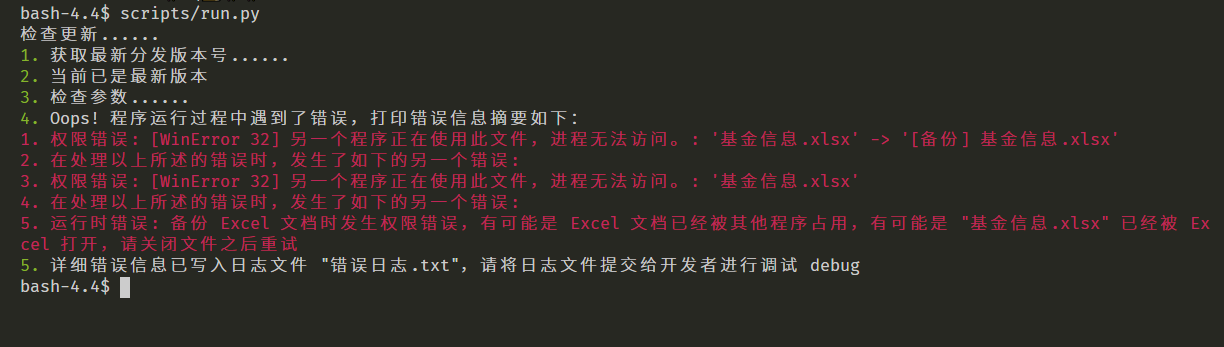 bash-4.4$ scripts/run.py
检查更新......
1. 获取最新分发版本号......
2. 当前已是最新版本
3. 检查参数......
4. Oops! 程序运行过程中遇到了错误，打印错误信息摘要如下：
1. 权限错误: [WinError 32] 另一个程序正在使用此文件，进程无法访问。: '基金信息.xlsx' -> '[备份] 基金信息.xlsx'
2. 在处理以上所述的错误时，发生了如下的另一个错误:
3. 权限错误: [WinError 32] 另一个程序正在使用此文件，进程无法访问。: '基金信息.xlsx'
4. 在处理以上所述的错误时，发生了如下的另一个错误:
5. 运行时错误: 备份 Excel 文档时发生权限错误，有可能是 Excel 文档已经被其他程序占用，有可能是 "基金信息.xlsx" 已经被 Ex
cel 打开，请关闭文件之后重试
5. 详细错误信息已写入日志文件 "错误日志.txt"，请将日志文件提交给开发者进行调试 debug
bash-4.4$